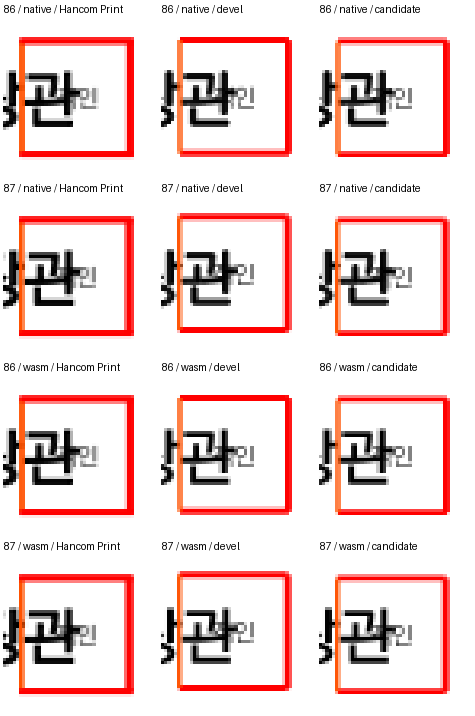 86 / native / Hancom Print 86 / native / devel 86 / native / candidate
관인 관인 관인
87 / native / Hancom Print 87 / native / devel 87 / native / candidate
관인 관인 관인
86 / wasm / Hancom Print 86 / wasm / devel 86 / wasm / candidate
관인 관인 관인
87 / wasm / Hancom Print 87 / wasm / devel 87 / wasm / candidate
관인 관인 관인